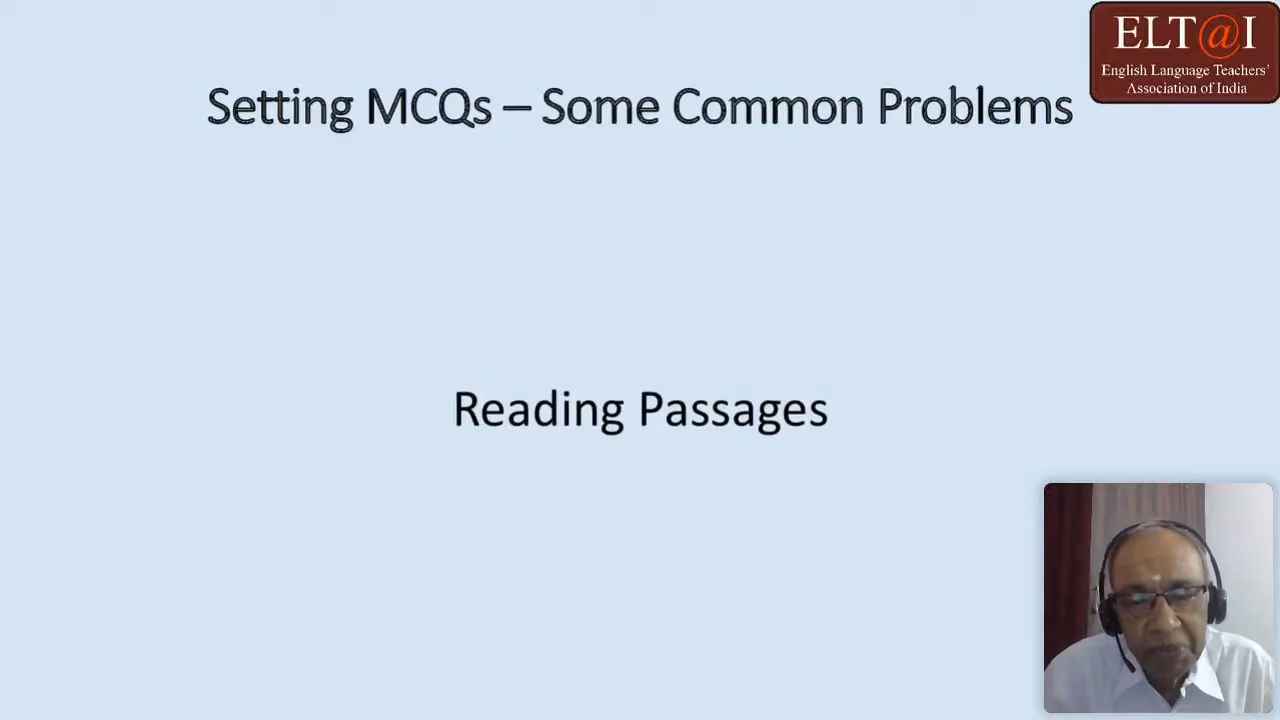 Setting MCQs – Some Common Problems
ELT@I
English Language Teachers'
Association of India
Reading Passages